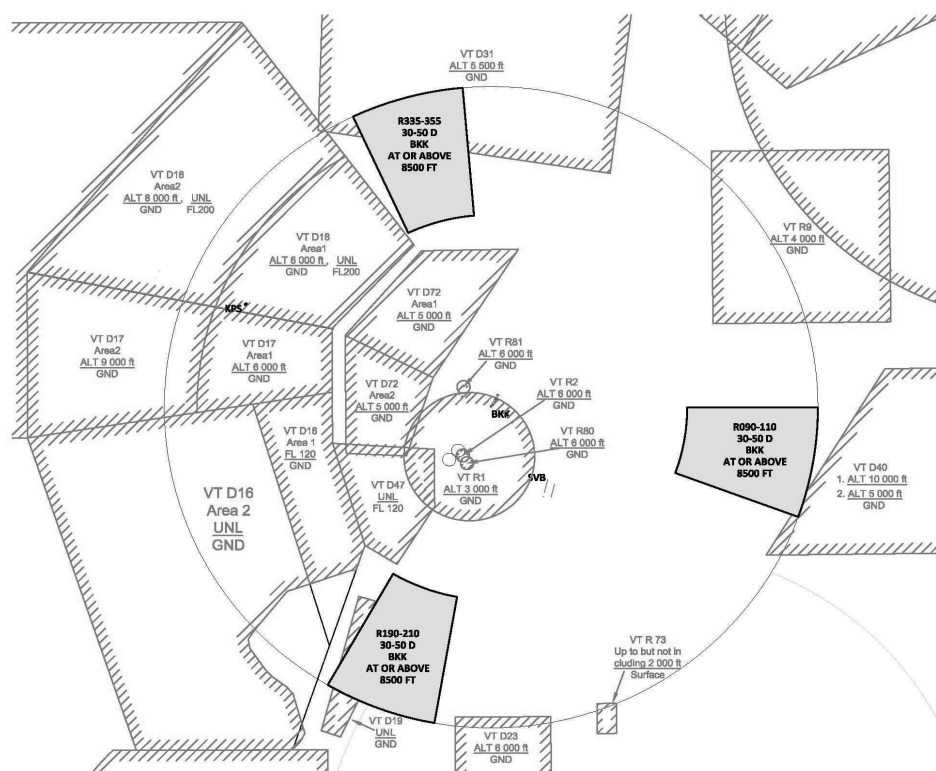 VT D31
ALT 5 500 ft
GND
R335-355
30-50 D
BKK
AT OR ABOVE
8500 FT
VT D18
Area2
ALT 8 000 ft, UNL
GND FL200
VT D18
Area1
ALT 6 000 ft, UNL
GND FL200
VT R9
ALT 4 000 ft
GND
VT D72
Area1
ALT 5 000 ft
GND
KPS
VT D17
Area2
ALT 9 000 ft
GND
VT D17
Area1
ALT 6 000 ft
GND
VT R81
ALT 6 000 ft
GND
VT R2
ALT 6 000 ft
GND
VT D72
Area2
ALT 5 000 ft
GND
BKK
VT R80
ALT 6 000 ft
GND
R090-110
30-50 D
BKK
AT OR ABOVE
8500 FT
VT D16
Area 1
FL 120
GND
VT D16
Area 2
UNL
GND
VT D47
UNL
FL 120
VT R1
ALT 3 000 ft
GND
SVB
VT D40
1. ALT 10 000 ft
2. ALT 5 000 ft
GND
R190-210
30-50 D
BKK
AT OR ABOVE
8500 FT
VT R 73
Up to but not in
cluding 2 000 ft
Surface
VT D19
UNL
GND
VT D23
ALT 6 000 ft
GND